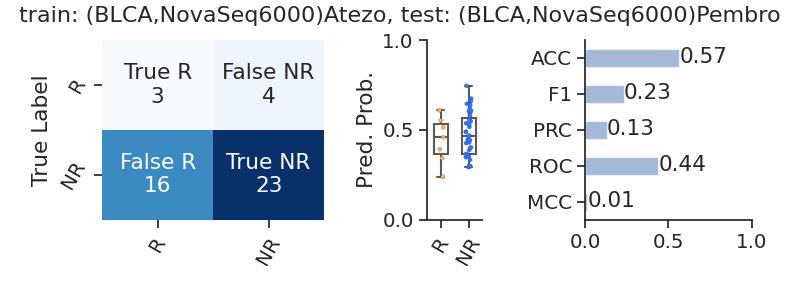 train: (BLCA,NovaSeq6000)Atezo, test: (BLCA,NovaSeq6000)Pembro
True Label
R
NR
True R
3
False NR
4
False R
16
True NR
23
R
NR
Pred. Prob.
1.0
0.5
0.0
R
NR
ACC
0.57
F1
0.23
PRC
0.13
ROC
0.44
MCC
0.01
0.0
0.5
1.0